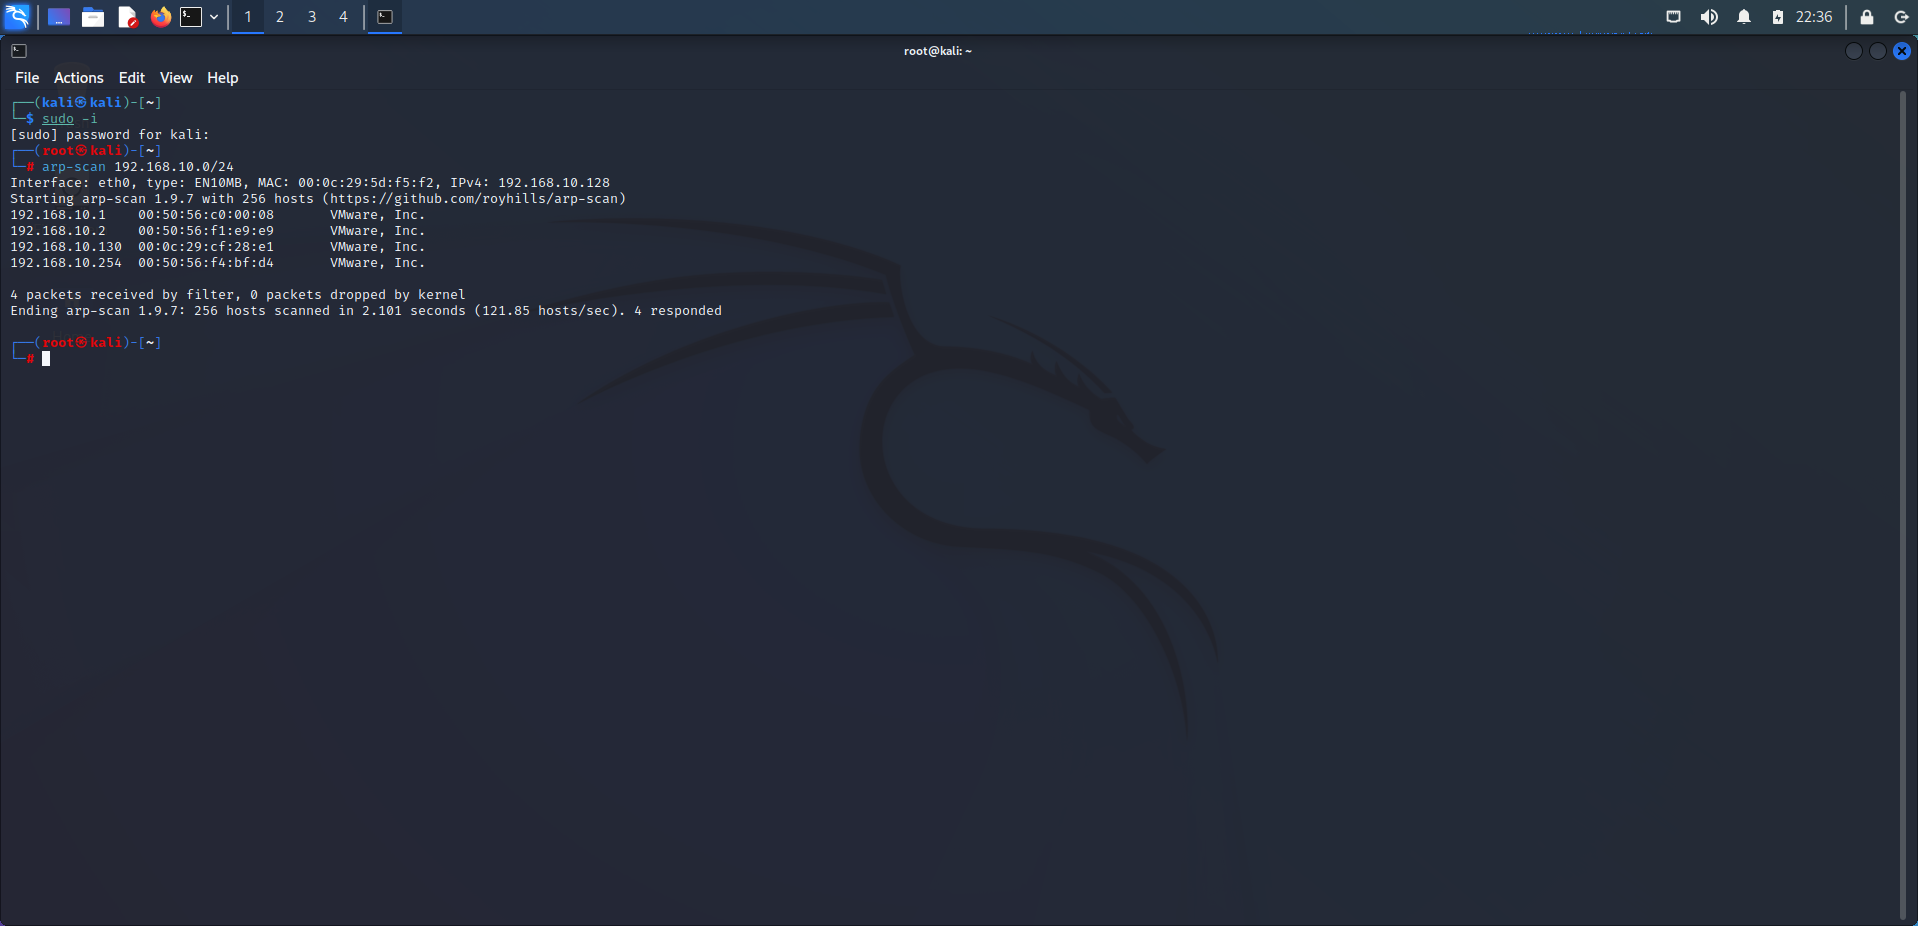 1 2 3 4 22:36
root@kali: ~
File Actions Edit View Help
┌──(kali㉿kali)-[~]
└─$ sudo -i
[sudo] password for kali:
┌──(root㉿kali)-[~]
└─# arp-scan 192.168.10.0/24
Interface: eth0, type: EN10MB, MAC: 00:0c:29:5d:f5:f2, IPv4: 192.168.10.128
Starting arp-scan 1.9.7 with 256 hosts (https://github.com/royhills/arp-scan)
192.168.10.1    00:50:56:c0:00:08       VMware, Inc.
192.168.10.2    00:50:56:f1:e9:e9       VMware, Inc.
192.168.10.130  00:0c:29:cf:28:e1       VMware, Inc.
192.168.10.254  00:50:56:f4:bf:d4       VMware, Inc.
4 packets received by filter, 0 packets dropped by kernel
Ending arp-scan 1.9.7: 256 hosts scanned in 2.101 seconds (121.85 hosts/sec). 4 responded
┌──(root㉿kali)-[~]
└─#